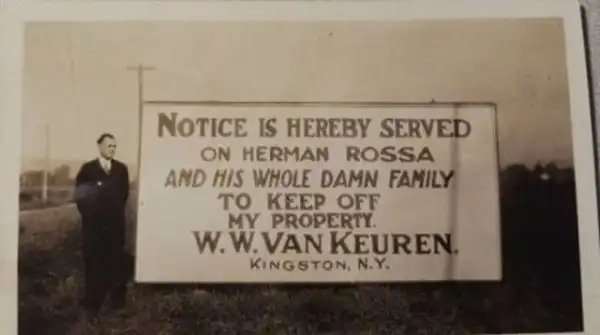 NOTICE IS HEREBY SERVED
ON HERMAN ROSSA
AND HIS WHOLE DAMN FAMILY
TO KEEP OFF
MY PROPERTY.
W. W. VAN KEUREN.
KINGSTON, N.Y.